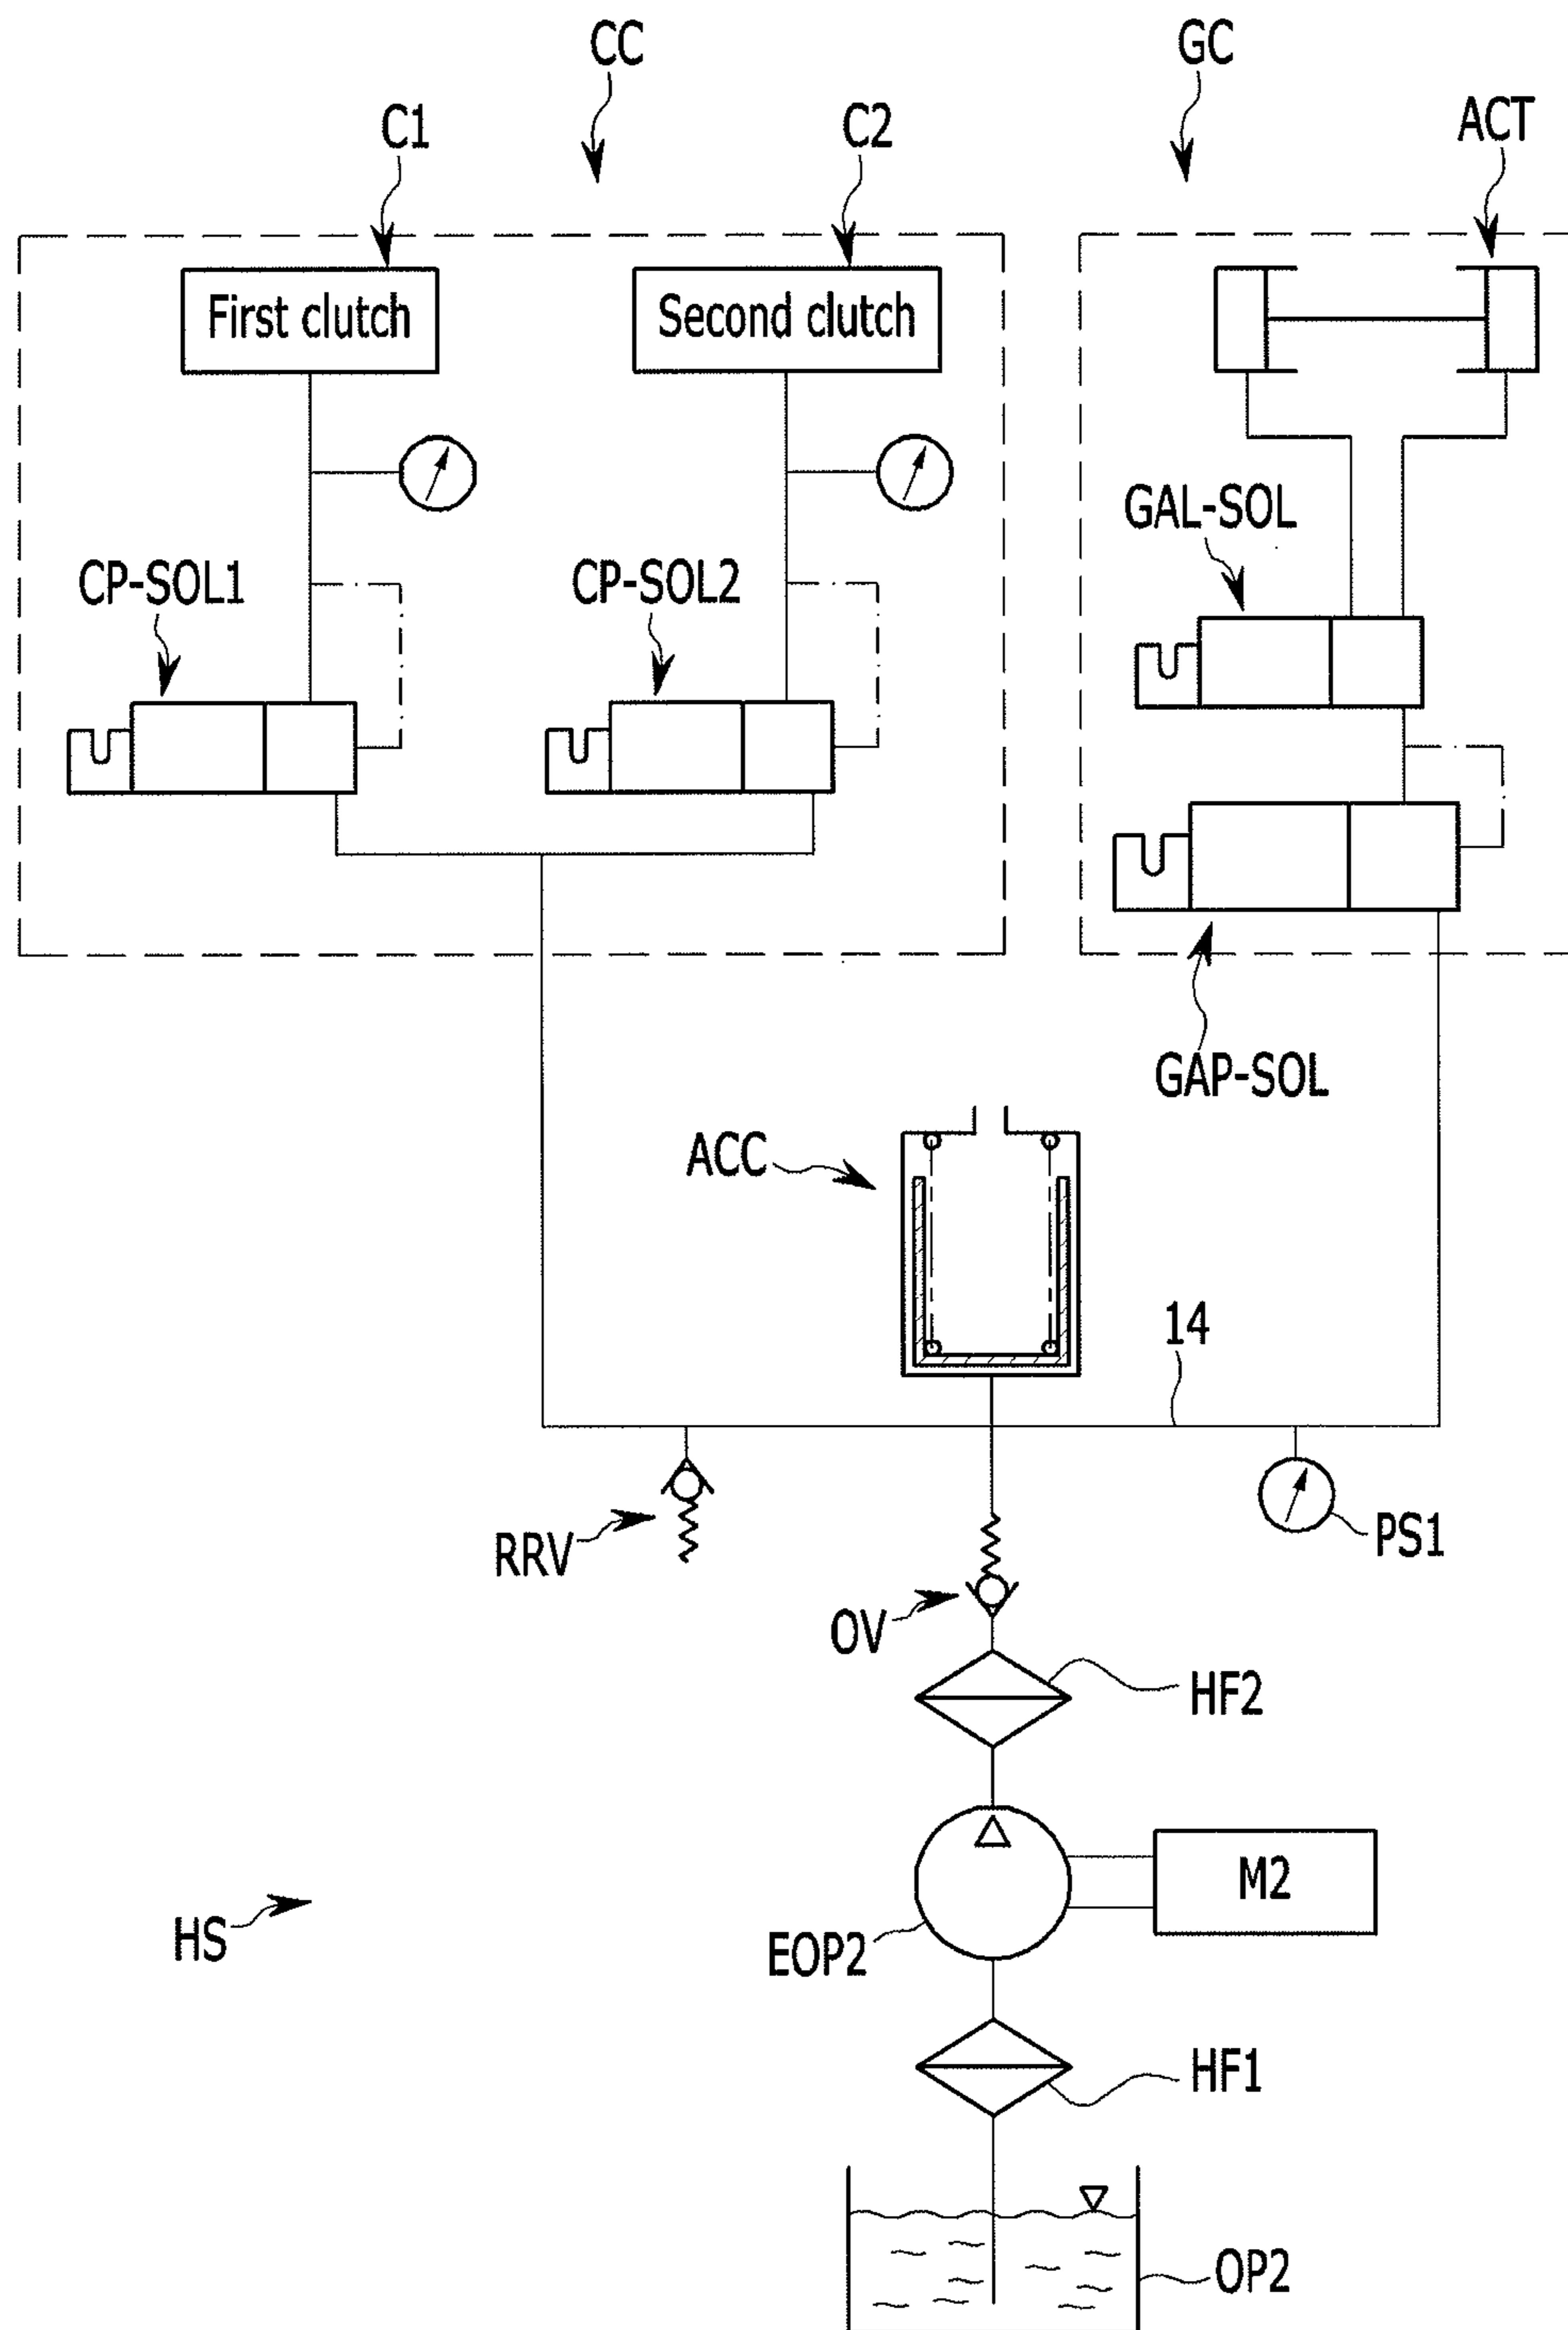 CC
GC
C1
C2
ACT
First clutch
Second clutch
GAL-SOL
CP-SOL1
CP-SOL2
GAP-SOL
ACC
14
RRV
PS1
OV
HF2
M2
HS
EOP2
HF1
OP2